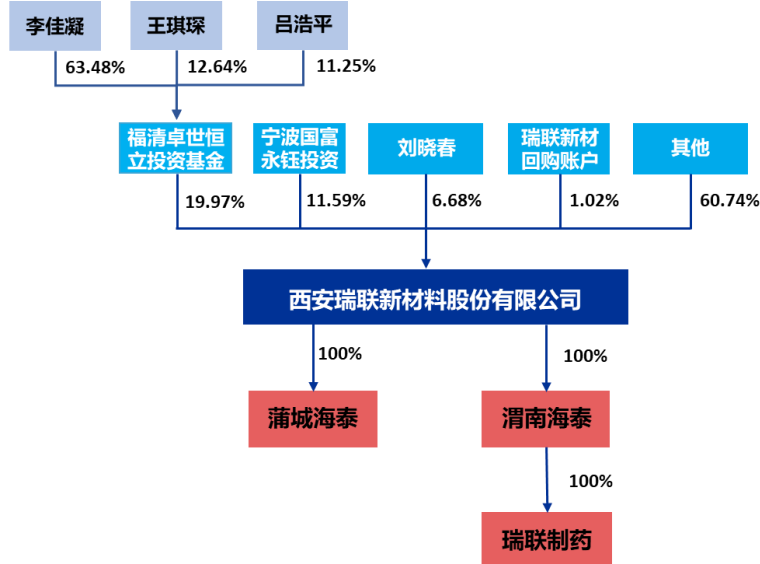 李佳凝
王琪琛
吕浩平
63.48%
12.64%
11.25%
福清卓世恒
立投资基金
宁波国富
永钰投资
刘晓春
瑞联新材
回购账户
其他
19.97%
11.59%
6.68%
1.02%
60.74%
西安瑞联新材料股份有限公司
100%
100%
蒲城海泰
渭南海泰
100%
瑞联制药